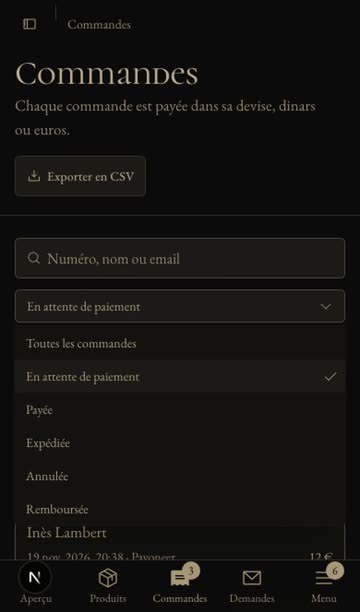 Commandes
Commandes
Chaque commande est payée dans sa devise, dinars
ou euros.
Exporter en CSV
Numéro, nom ou email
En attente de paiement
Toutes les commandes
En attente de paiement
Payée
Expédiée
Annulée
Remboursée
Inès Lambert
19 nov. 2026, 20:38 · Payoneer
12 €
N
3
6
Aperçu
Produits
Commandes
Demandes
Menu